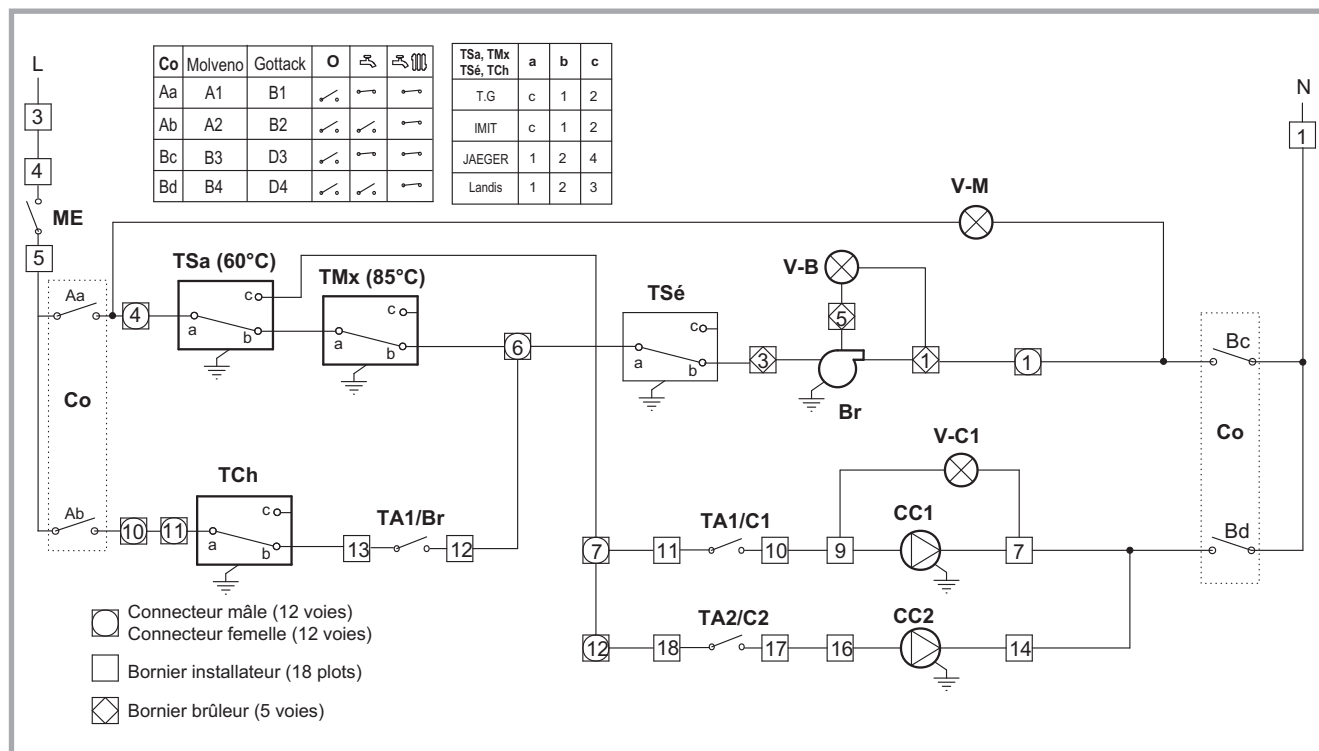 L
3
4
ME
5
Co Molveno Gottack O
Aa A1 B1
Ab A2 B2
Bc B3 D3
Bd B4 D4
TSa, TMx
TSé, TCh a b c
T.G c 1 2
IMIT c 1 2
JAEGER 1 2 4
Landis 1 2 3
N
1
V-M
TSa (60°C)
TMx (85°C)
V-B
TSé
Aa
4
a
b
c
a
b
c
6
a
b
c
3
5
1
1
Bc
Br
Co
Co
V-C1
TCh
TA1/Br
TA1/C1
CC1
Ab
10
11
a
b
c
13
12
7
11
10
9
7
Bd
TA2/C2
CC2
12
18
17
16
14
Connecteur mâle (12 voies)
Connecteur femelle (12 voies)
Bornier installateur (18 plots)
Bornier brûleur (5 voies)